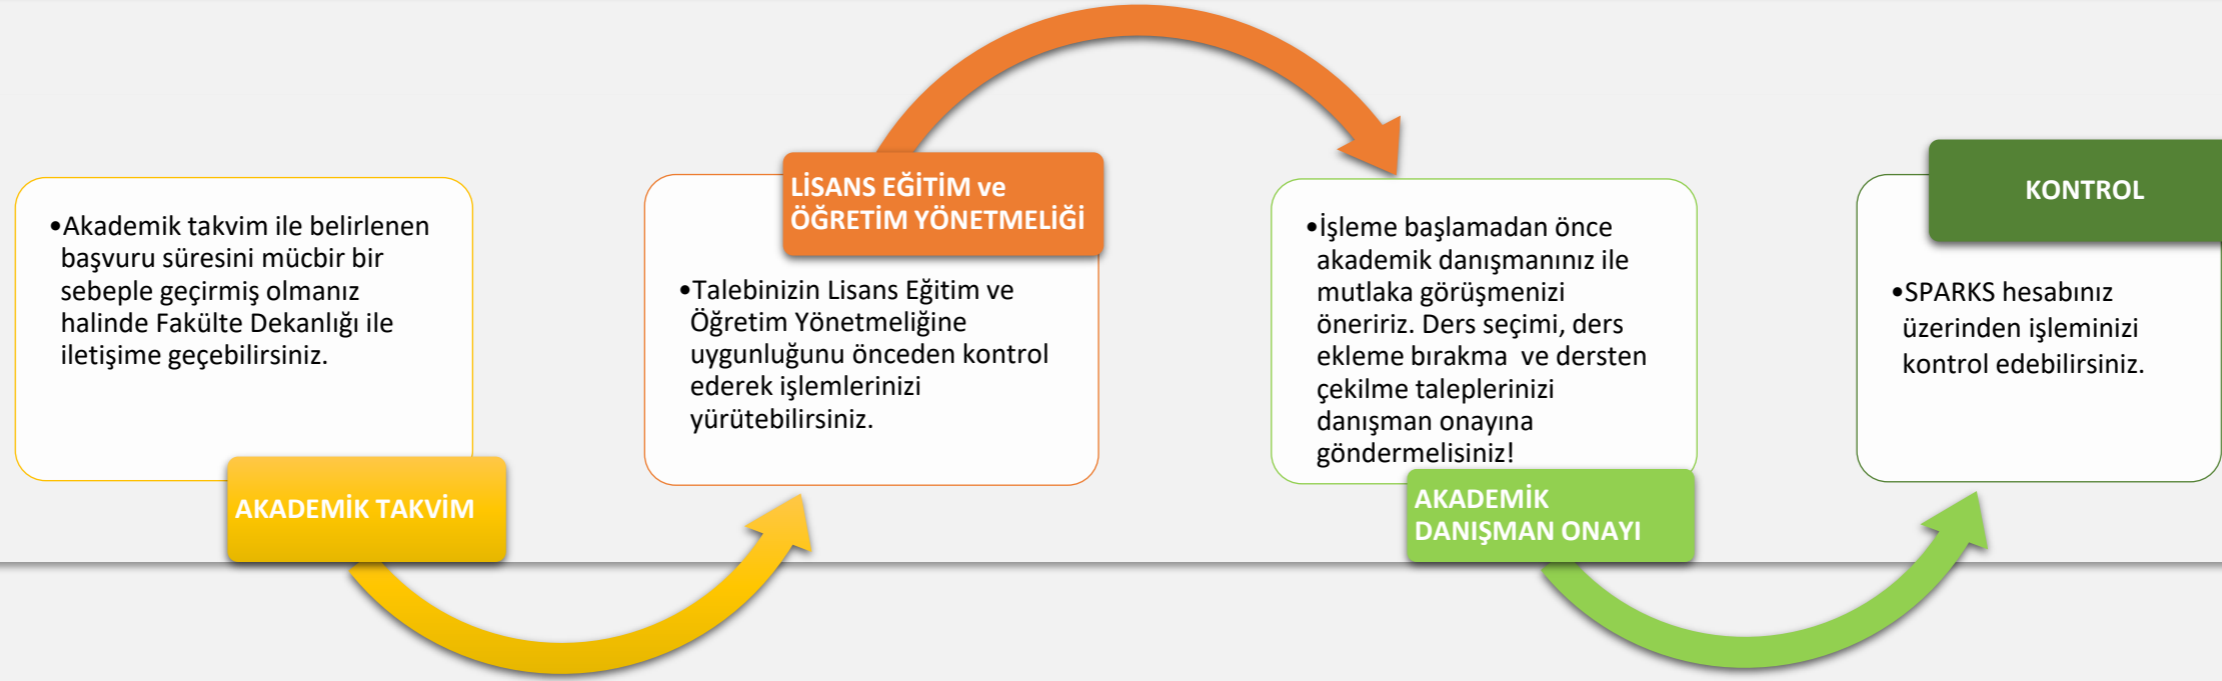 •Akademik takvim ile belirlenen
başvuru süresini mücbir bir
sebeple geçirmiş olmanız
halinde Fakülte Dekanlığı ile
iletişime geçebilirsiniz.
AKADEMİK TAKVİM
LİSANS EĞİTİM ve
ÖĞRETİM YÖNETMELİĞİ
•Talebinizin Lisans Eğitim ve
Öğretim Yönetmeliğine
uygunluğunu önceden kontrol
ederek işlemlerinizi
yürütebilirsiniz.
•İşleme başlamadan önce
akademik danışmanınız ile
mutlaka görüşmenizi
öneririz. Ders seçimi, ders
ekleme bırakma  ve dersten
çekilme taleplerinizi
danışman onayına
göndermelisiniz!
AKADEMİK
DANIŞMAN ONAYI
KONTROL
•SPARKS hesabınız
üzerinden işleminizi
kontrol edebilirsiniz.